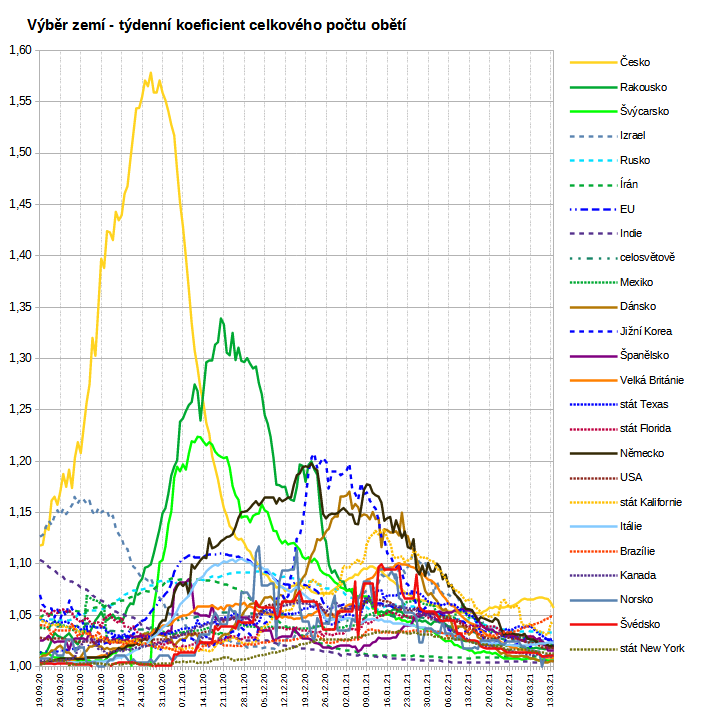 Výběr zemí - týdenní koeficient celkového počtu obětí
1,60
1,55
1,50
1,45
1,40
1,35
1,30
1,25
1,20
1,15
1,10
1,05
1,00
19.09.20
26.09.20
03.10.20
10.10.20
17.10.20
24.10.20
31.10.20
07.11.20
14.11.20
21.11.20
28.11.20
05.12.20
12.12.20
19.12.20
26.12.20
02.01.21
09.01.21
16.01.21
23.01.21
30.01.21
06.02.21
13.02.21
20.02.21
27.02.21
06.03.21
13.03.21
Česko
Rakousko
Švýcarsko
Izrael
Rusko
Írán
EU
Indie
celosvětově
Mexiko
Dánsko
Jižní Korea
Španělsko
Velká Británie
stát Texas
stát Florida
Německo
USA
stát Kalifornie
Itálie
Brazílie
Kanada
Norsko
Švédsko
stát New York